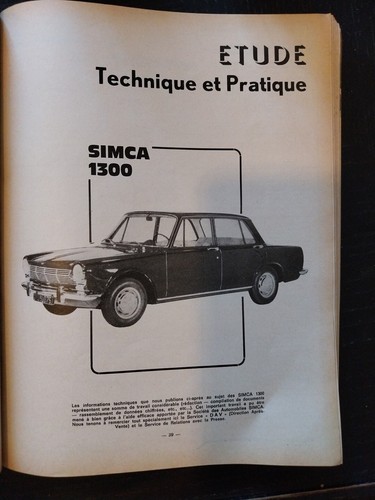 ETUDE
Technique et Pratique
SIMCA
1300
Les informations techniques que nous publions ci-après au sujet des SIMCA 1300
représentent une somme de travail considérable (rédaction — compilation de documents
— rassemblement de données chiffrées, etc., etc...). Cet important travail a pu être
mené à bien grâce à l'aide efficace apportée par la Société des Automobiles SIMCA.
Nous tenons à remercier tout spécialement ici le Service « D.A.V » (Direction Après-
Vente) et le Service de Relations avec la Presse.
— 39 —